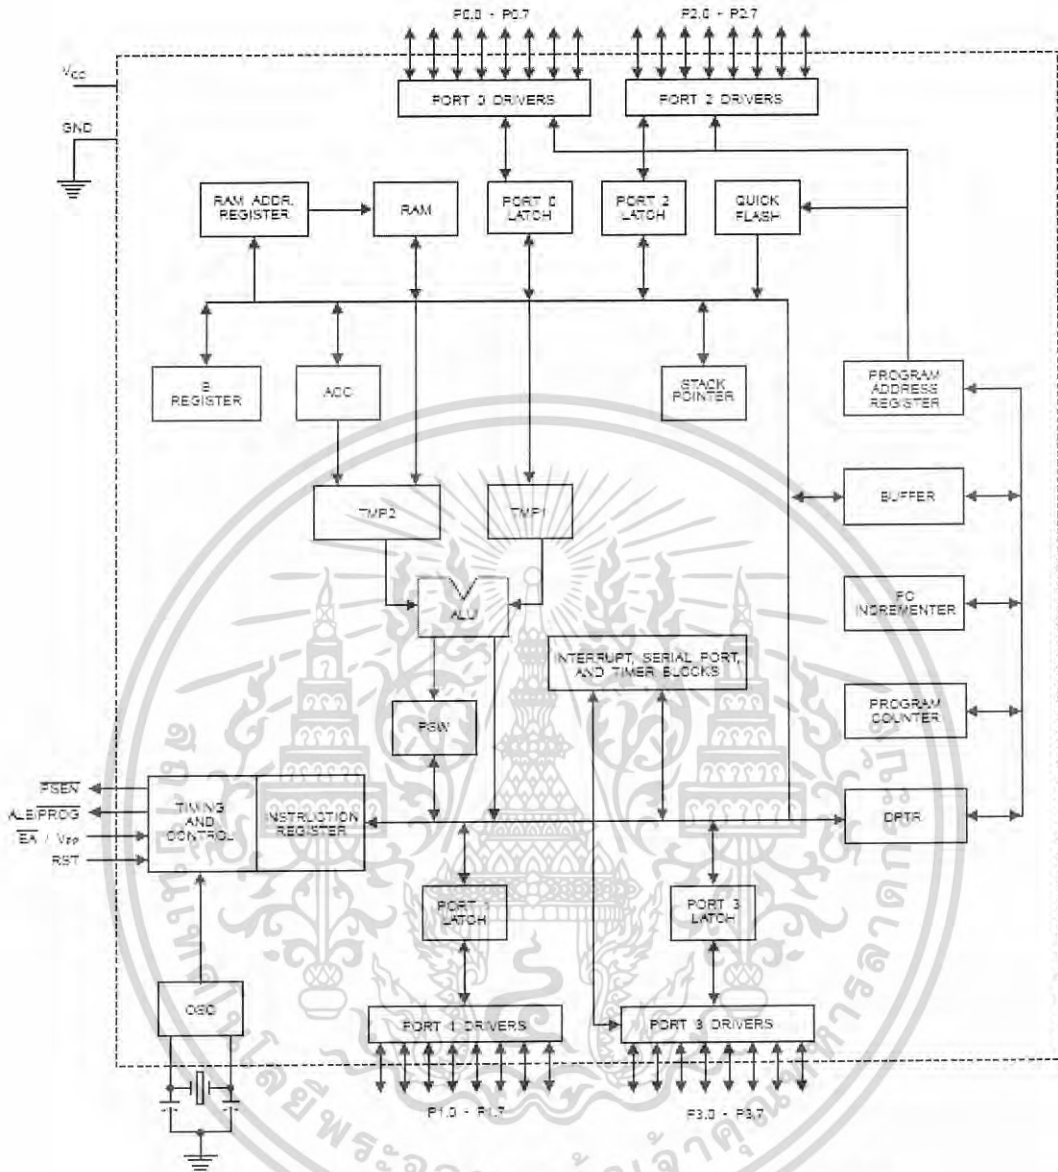 P0.0 - P0.7
P2.0 - P2.7
VCC
GND
PORT 0 DRIVERS
PORT 2 DRIVERS
RAM ADDR.
REGISTER
RAM
PORT 0
LATCH
PORT 2
LATCH
QUICK
FLASH
B
REGISTER
ACC
STACK
POINTER
PROGRAM
ADDRESS
REGISTER
TMP2
TMP1
BUFFER
ALU
PC
INCREMENTER
INTERRUPT, SERIAL PORT,
AND TIMER BLOCKS
PSW
PROGRAM
COUNTER
PSEN
ALE/PROG
EA / VPP
RST
TIMING
AND
CONTROL
INSTRUCTION
REGISTER
DPTR
PORT 1
LATCH
PORT 3
LATCH
OSC
PORT 1 DRIVERS
PORT 3 DRIVERS
P1.0 - P1.7
P3.0 - P3.7